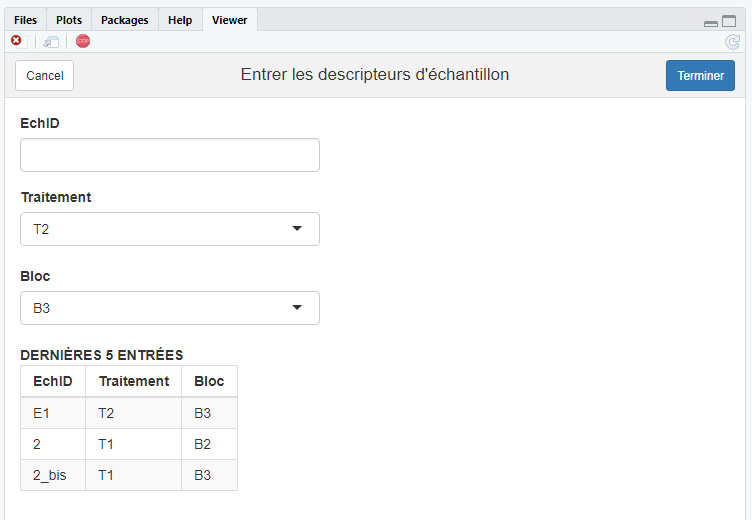 Files Plots Packages Help Viewer
STOP
Cancel Entrer les descripteurs d'échantillon Terminer
EchID
Traitement
T2
Bloc
B3
DERNIÈRES 5 ENTRÉES
EchID Traitement Bloc
E1 T2 B3
2 T1 B2
2_bis T1 B3